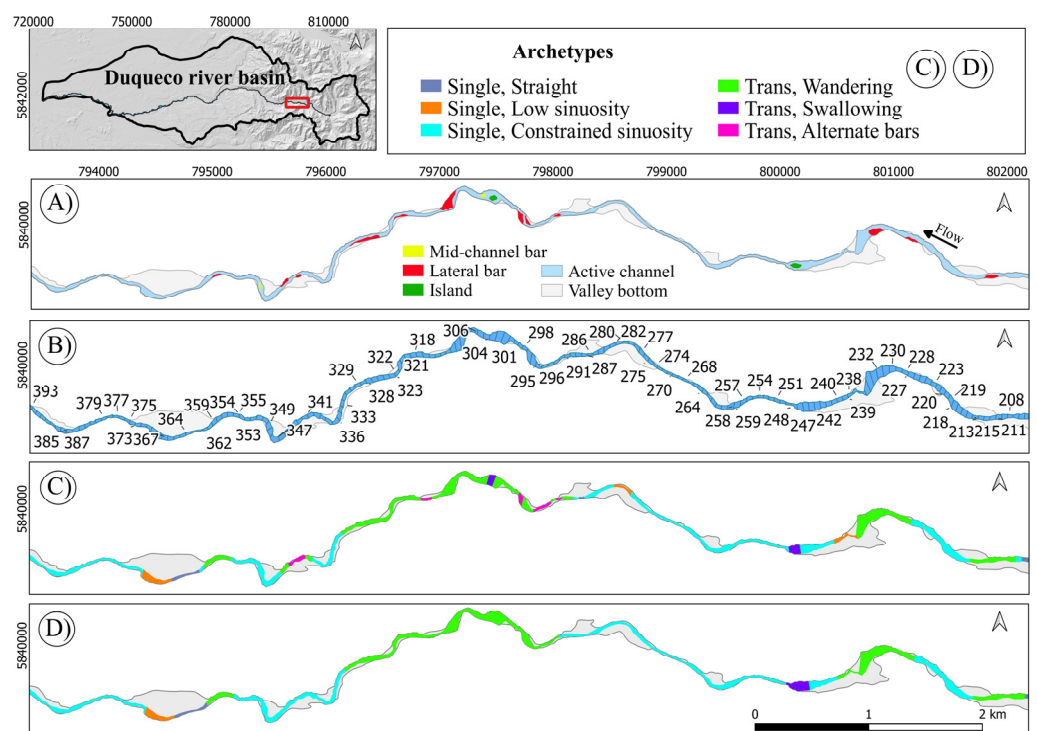 720000 750000 780000 810000
5842000
Duqueco river basin
Archetypes
C) D)
Single, Straight
Single, Low sinuosity
Single, Constrained sinuosity
Trans, Wandering
Trans, Swallowing
Trans, Alternate bars
794000 795000 796000 797000 798000 799000 800000 801000 802000
A)
5840000
Flow
Mid-channel bar
Lateral bar
Island
Active channel
Valley bottom
B)
5840000
393 379 377 375 364 359 354 355 349 341 329 322 318 306 298 286 280 282 277 274 268 257 254 251 240 238 232 230 228 223 219 208
385 387 373 367 362 353 347 336 333 328 323 321 304 301 295 296 291 287 275 270 264 258 259 248 247 242 239 227 220 218 213 215 211
C)
5840000
D)
5840000
0 1 2 km